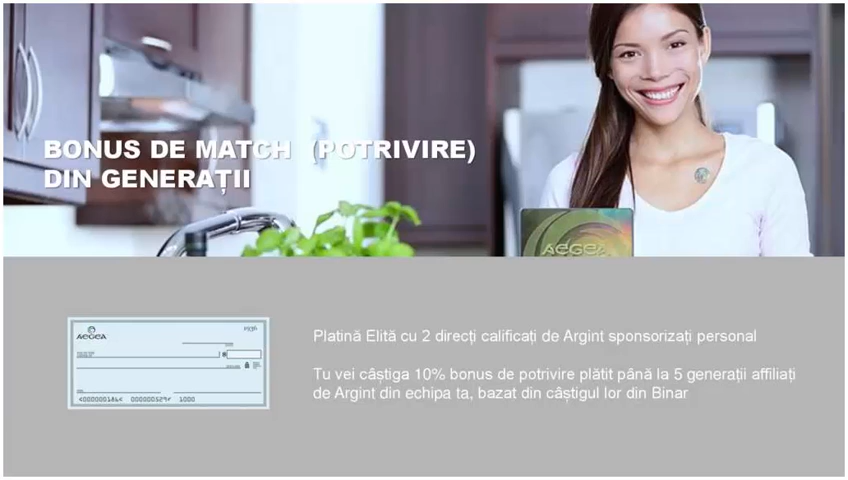 BONUS DE MATCH (POTRIVIRE)
DIN GENERAȚII
AEGEA
AEGEA
1000
Platină Elită cu 2 direcți calificați de Argint sponsorizați personal
Tu vei câștiga 10% bonus de potrivire plătit până la 5 generații affiliați
de Argint din echipa ta, bazat din câștigul lor din Binar